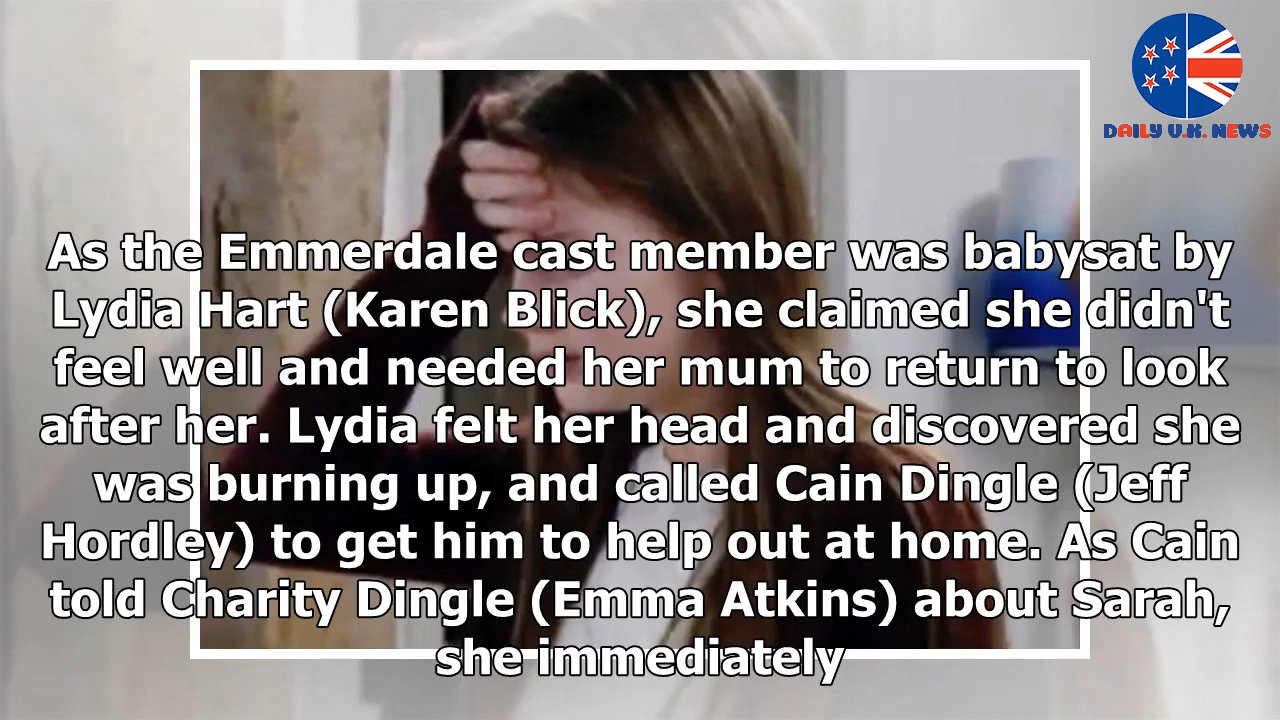 DAILY U.K. NEWS
As the Emmerdale cast member was babysat by
Lydia Hart (Karen Blick), she claimed she didn't
feel well and needed her mum to return to look
after her. Lydia felt her head and discovered she
was burning up, and called Cain Dingle (Jeff
Hordley) to get him to help out at home. As Cain
told Charity Dingle (Emma Atkins) about Sarah,
she immediately